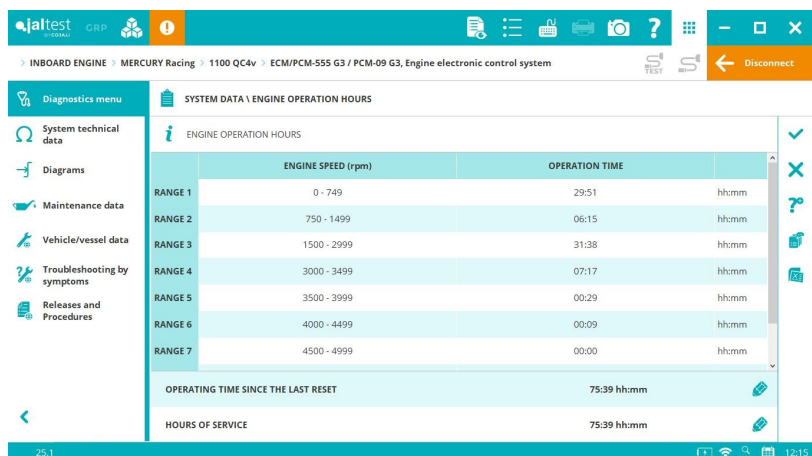 jaltest GRP
BY COJALI
> INBOARD ENGINE > MERCURY Racing > 1100 QC4v > ECM/PCM-555 G3 / PCM-09 G3, Engine electronic control system
TEST
Disconnect
Diagnostics menu
System technical data
Diagrams
Maintenance data
Vehicle/vessel data
Troubleshooting by symptoms
Releases and Procedures
SYSTEM DATA \ ENGINE OPERATION HOURS
ENGINE OPERATION HOURS
ENGINE SPEED (rpm) OPERATION TIME
RANGE 1 0 - 749 29:51 hh:mm
RANGE 2 750 - 1499 06:15 hh:mm
RANGE 3 1500 - 2999 31:38 hh:mm
RANGE 4 3000 - 3499 07:17 hh:mm
RANGE 5 3500 - 3999 00:29 hh:mm
RANGE 6 4000 - 4499 00:09 hh:mm
RANGE 7 4500 - 4999 00:00 hh:mm
OPERATING TIME SINCE THE LAST RESET 75:39 hh:mm
HOURS OF SERVICE 75:39 hh:mm
25.1 12:15